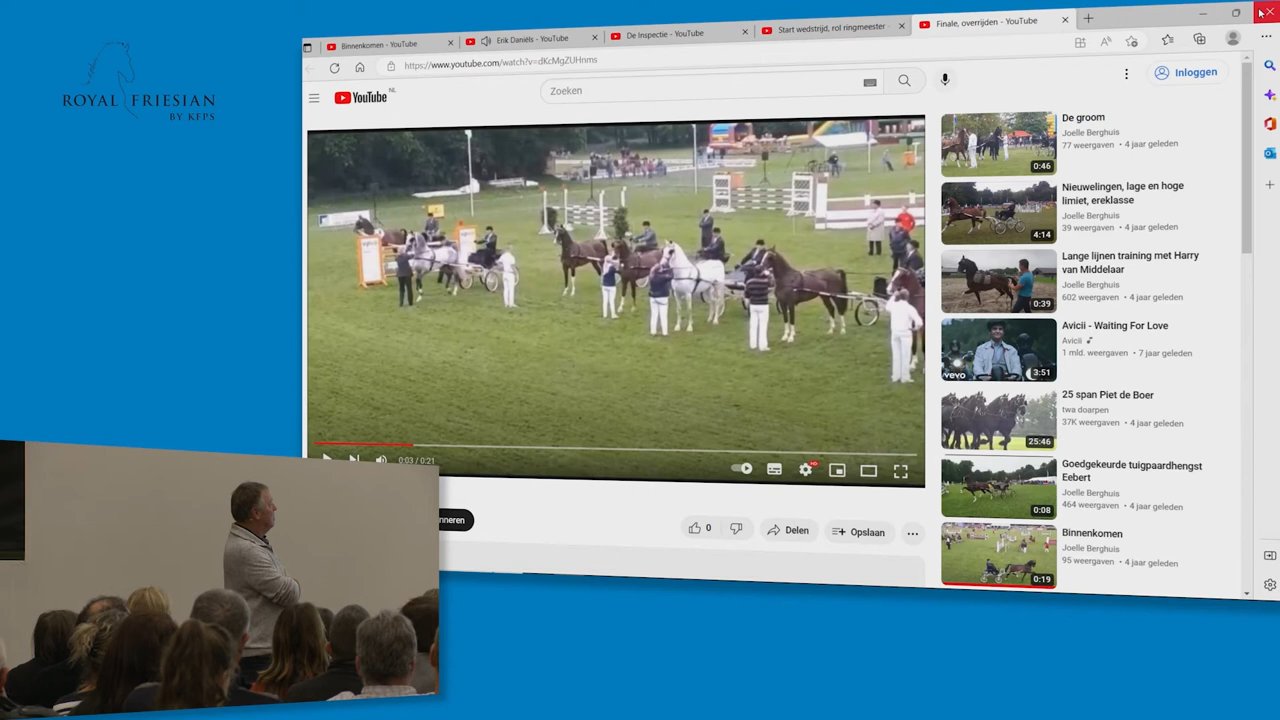 ROYAL FRIESIAN
BY KFPS
Binnenkomen - YouTube
Erik Daniëls - YouTube
De Inspectie - YouTube
Start wedstrijd, rol ringmeester -
Finale, overrijden - YouTube
https://www.youtube.com/watch?v=dKcMgZUHnms
YouTube NL
Zoeken
Inloggen
De groom
Joelle Berghuis
77 weergaven • 4 jaar geleden
0:46
Nieuwelingen, lage en hoge
limiet, ereklasse
Joelle Berghuis
39 weergaven • 4 jaar geleden
4:14
Lange lijnen training met Harry
van Middelaar
Joelle Berghuis
602 weergaven • 4 jaar geleden
0:39
Avicii - Waiting For Love
Avicii
1 mld. weergaven • 7 jaar geleden
vevo
3:51
25 span Piet de Boer
twa doarpen
37K weergaven • 4 jaar geleden
25:46
Goedgekeurde tuigpaardhengst
Eebert
Joelle Berghuis
464 weergaven • 4 jaar geleden
0:08
Binnenkomen
Joelle Berghuis
95 weergaven • 4 jaar geleden
0:19
0:03 / 0:21
HD
nneren
0
Delen
Opslaan